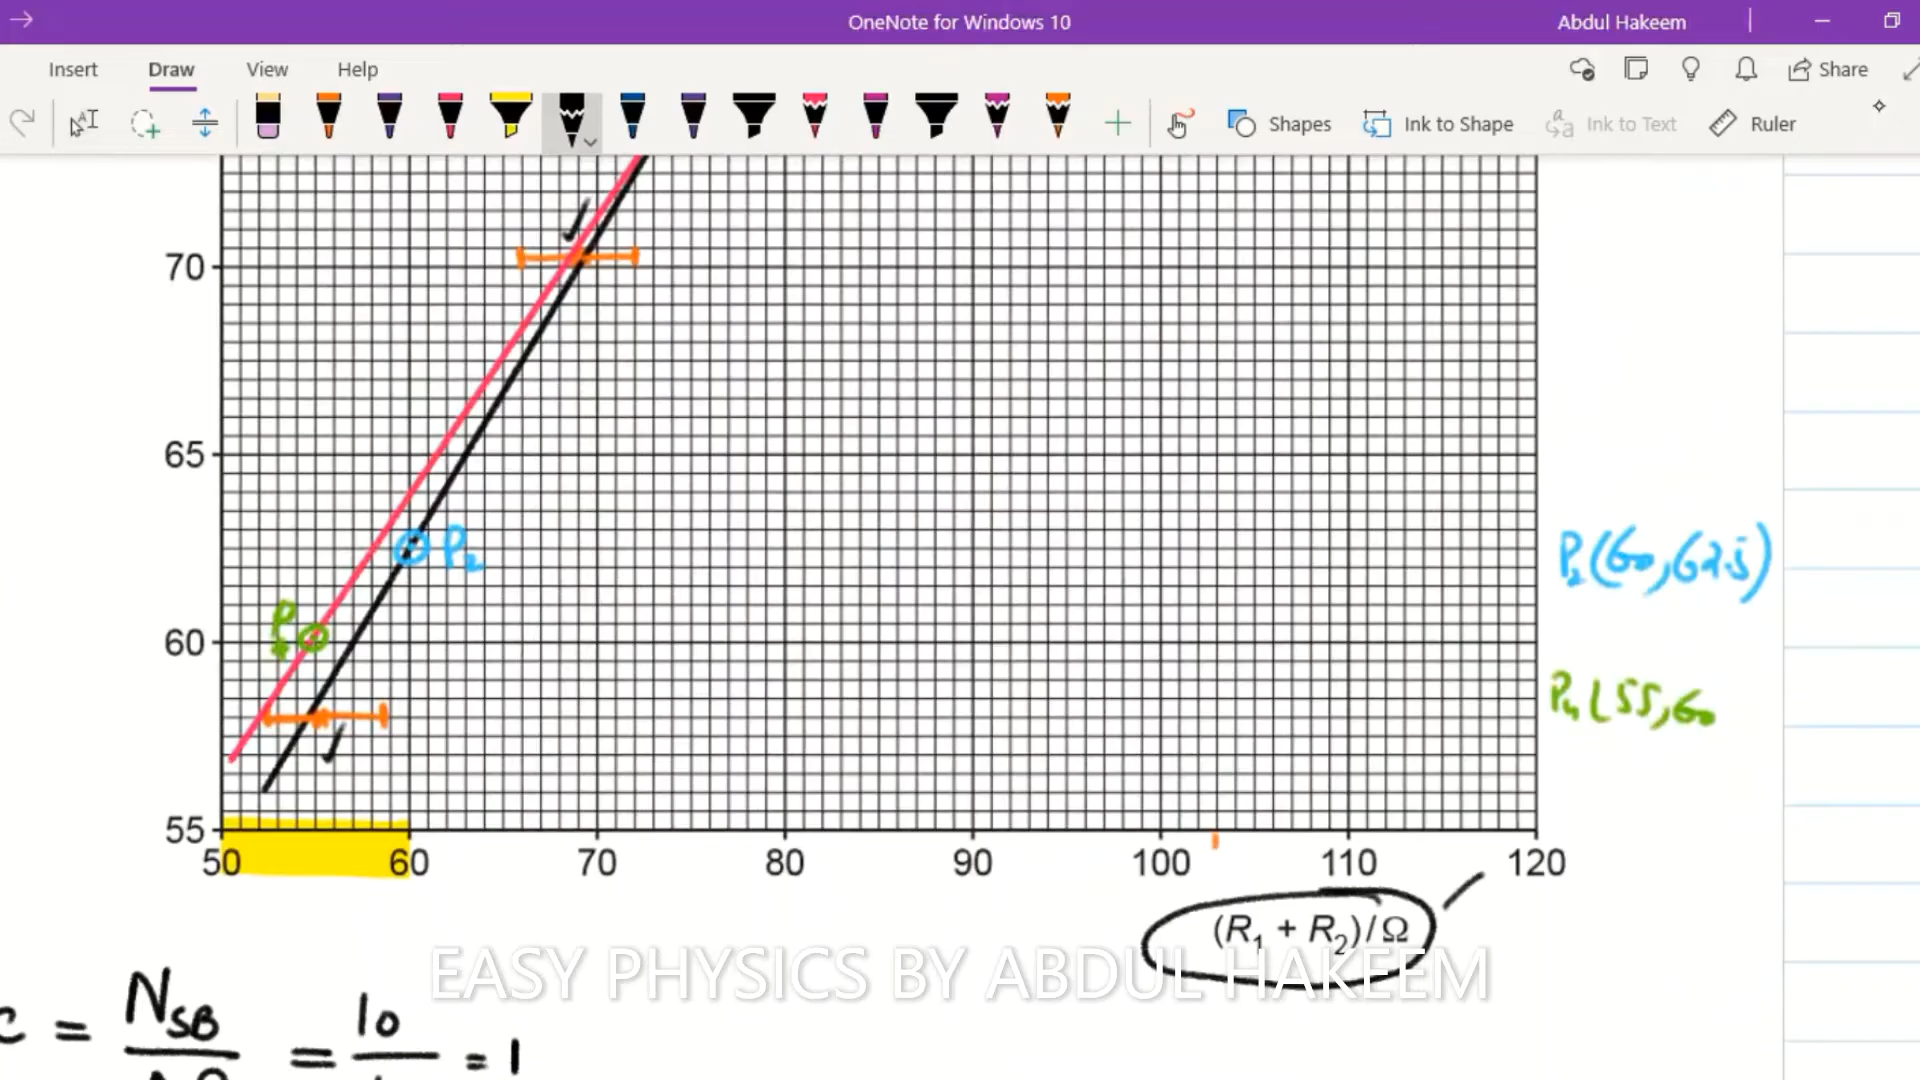 OneNote for Windows 10
Abdul Hakeem
Insert Draw View Help
Share
Shapes Ink to Shape Ink to Text Ruler
70
65
60
55
50 60 70 80 90 100 110 120
P2
P2(60,62.5)
P4(55,60
(R1 + R2)/Ω
EASY PHYSICS BY ABDUL HAKEEM
= NSB = 10 = 1